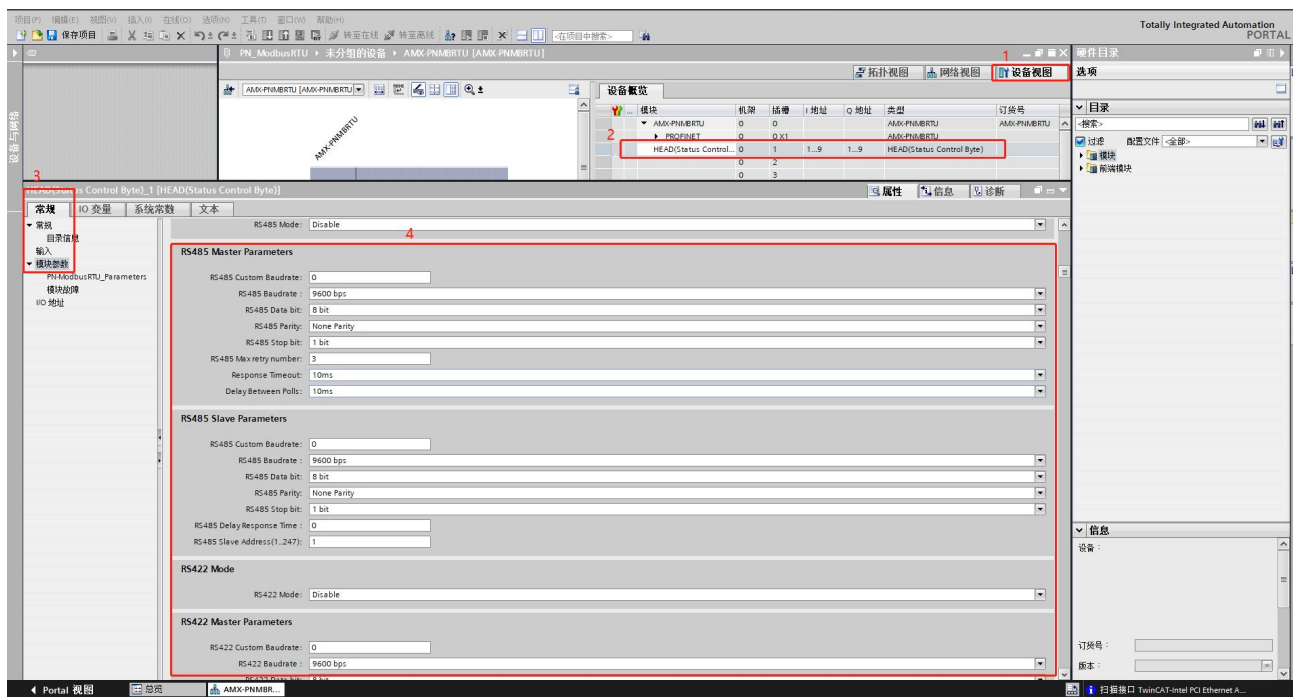 项目(P) 编辑(E) 视图(V) 插入(I) 在线(O) 选项(N) 工具(T) 窗口(W) 帮助(H)
Totally Integrated Automation
PORTAL
保存项目 转至在线 转至离线 <在项目中搜索>
PN_ModbusRTU ▸ 未分组的设备 ▸ AMX-PNMBRTU [AMX-PNMBRTU]
硬件目录
1
拓扑视图 网络视图 设备视图
选项
AMX-PNMBRTU [AMX-PNMBRTU]
设备概览
目录
模块 机架 插槽 I 地址 Q 地址 类型 订货号
<搜索>
AMX-PNMBRTU 0 0 AMX-PNMBRTU AMX-PNMBRTU
2
PROFINET 0 0 X1 AMX-PNMBRTU
过滤 配置文件 <全部>
HEAD(Status Control... 0 1 1...9 1...9 HEAD(Status Control Byte)
模块
0 2
前端模块
0 3
AMX-PNMBRTU
设备与网络
3
HEAD(Status Control Byte)_1 [HEAD(Status Control Byte)]
属性 信息 诊断
常规 IO 变量 系统常数 文本
常规
目录信息
输入
模块参数
PN-ModbusRTU_Parameters
模块故障
I/O 地址
RS485 Mode: Disable
4
RS485 Master Parameters
RS485 Custom Baudrate: 0
RS485 Baudrate : 9600 bps
RS485 Data bit: 8 bit
RS485 Parity: None Parity
RS485 Stop bit: 1 bit
RS485 Max retry number: 3
Response Timeout: 10ms
Delay Between Polls: 10ms
RS485 Slave Parameters
RS485 Custom Baudrate: 0
RS485 Baudrate : 9600 bps
RS485 Data bit: 8 bit
RS485 Parity: None Parity
RS485 Stop bit: 1 bit
RS485 Delay Response Time : 0
RS485 Slave Address(1..247): 1
RS422 Mode
RS422 Mode: Disable
RS422 Master Parameters
RS422 Custom Baudrate: 0
RS422 Baudrate : 9600 bps
RS422 Data bit: 8 bit
信息
设备：
订货号：
版本：
Portal 视图 总览 AMX-PNMBR...
扫描接口 TwinCAT-Intel PCI Ethernet A...